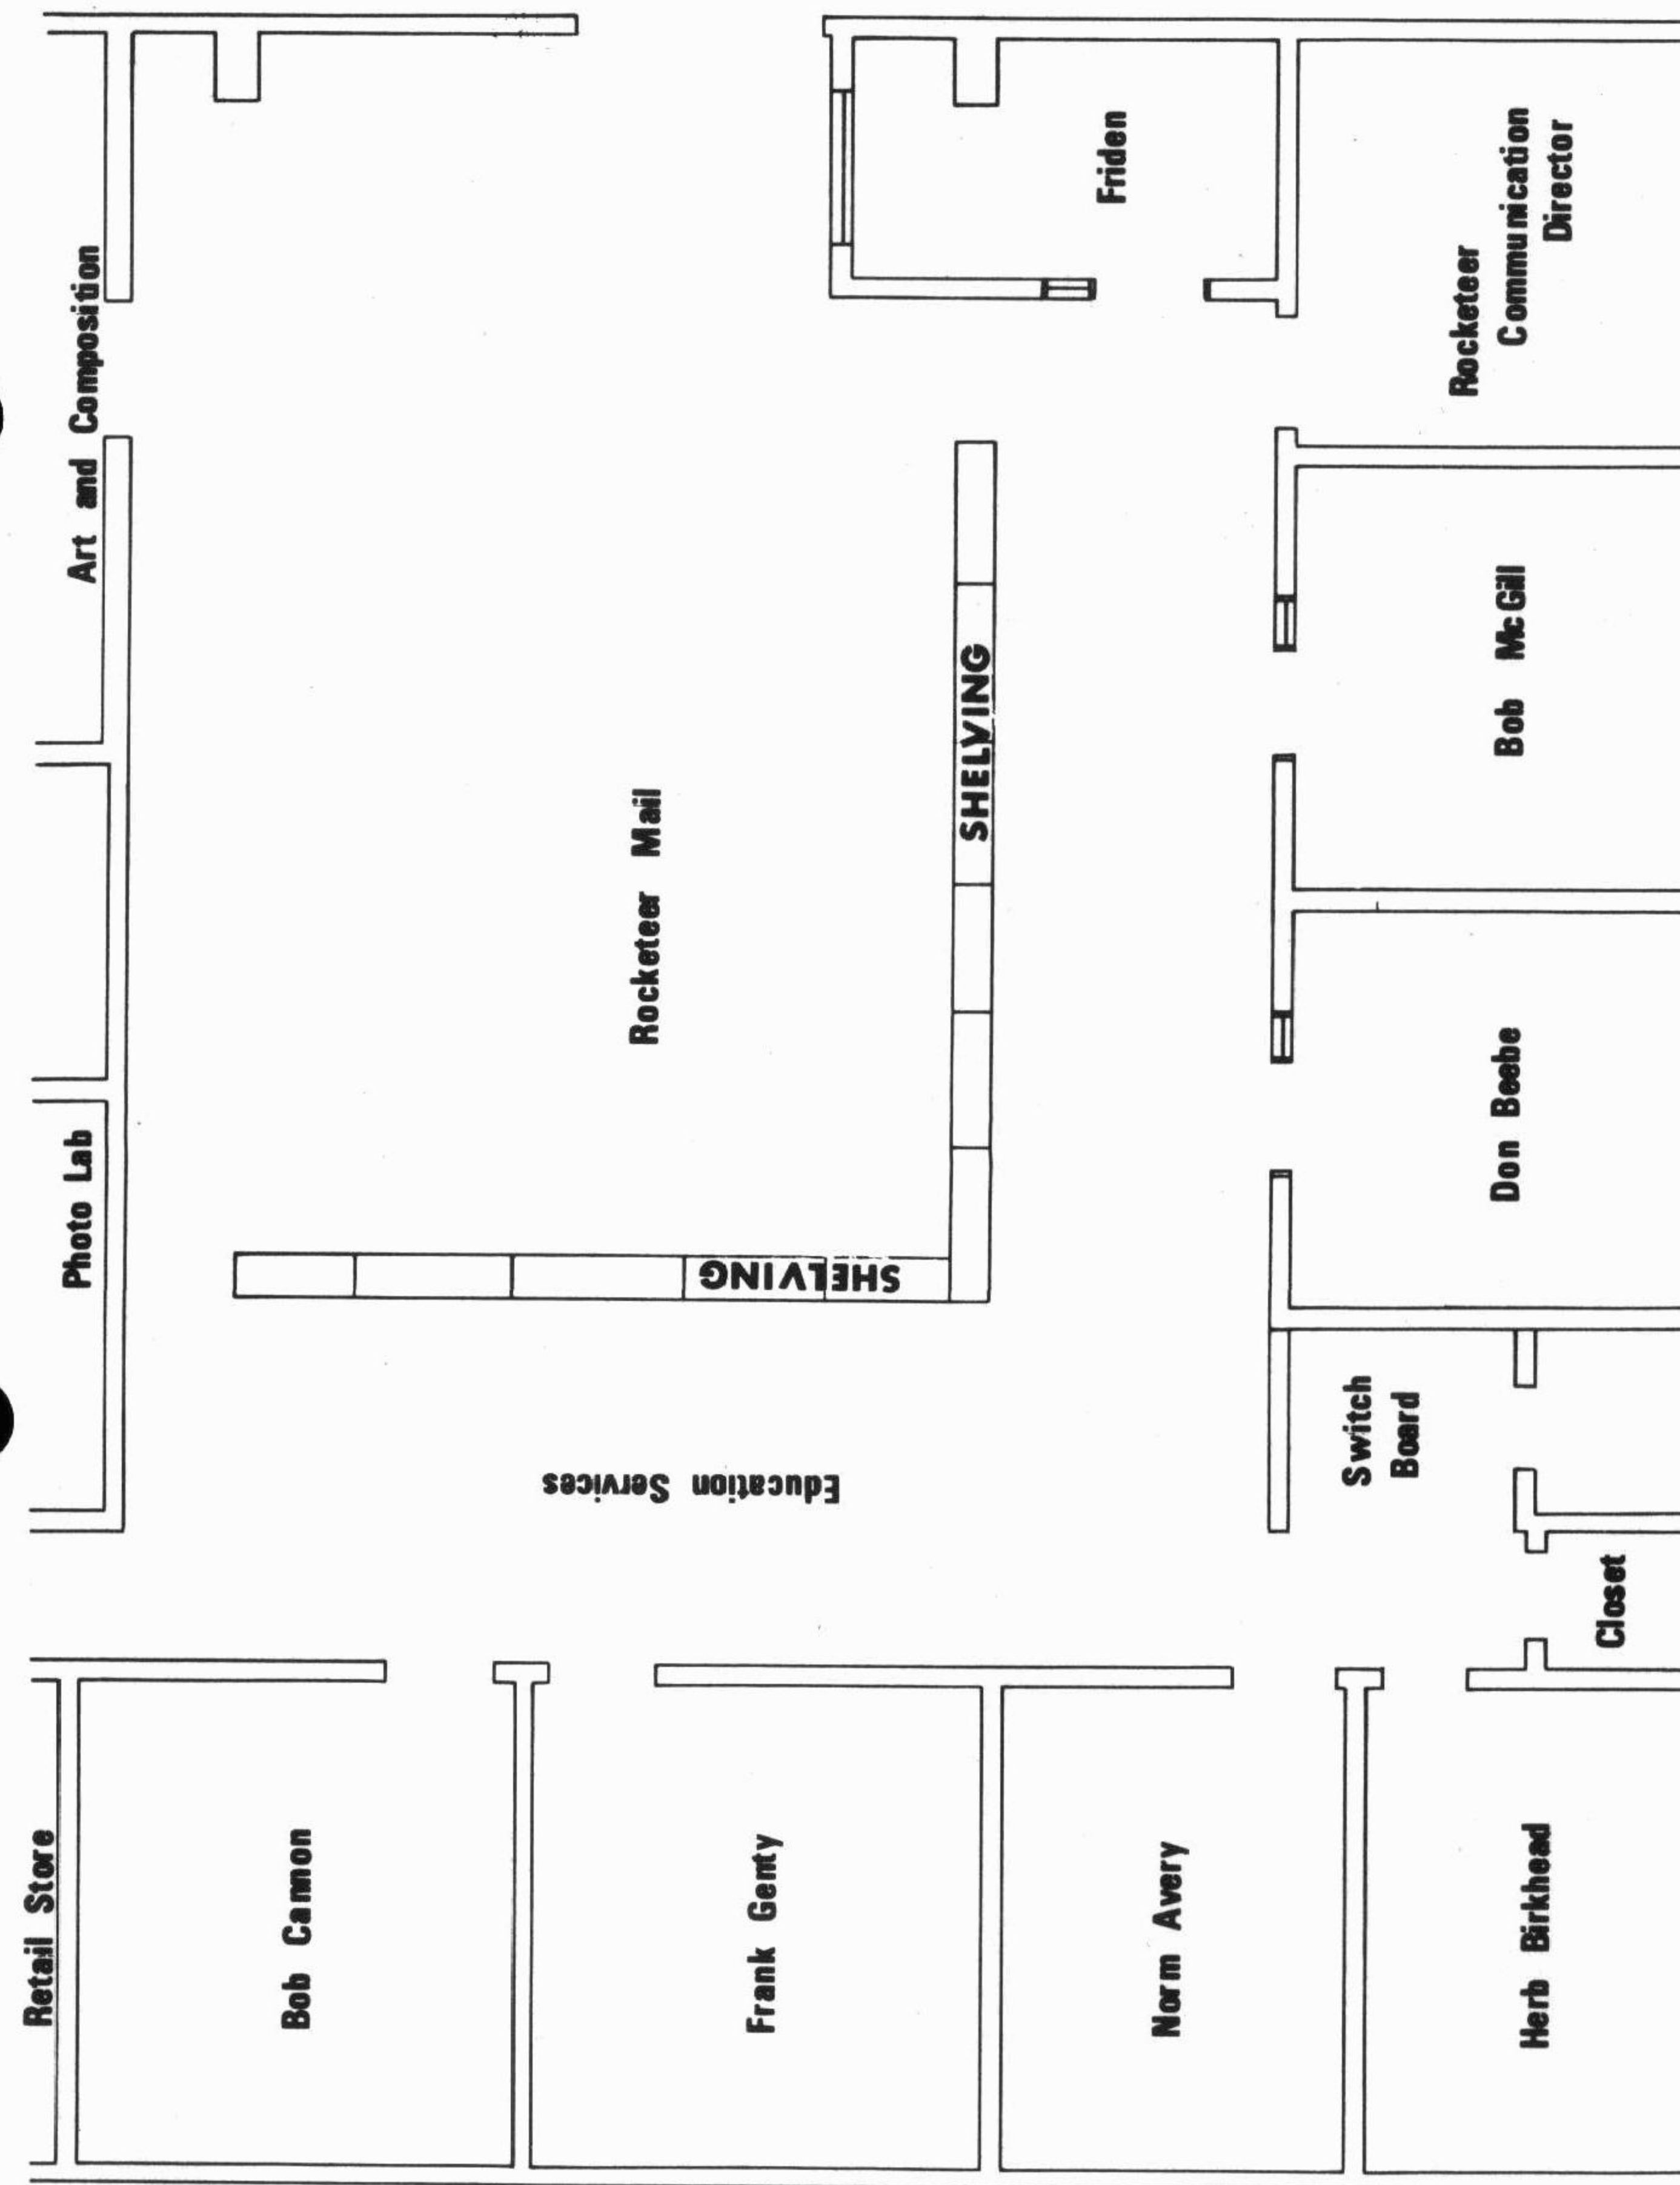 Art and Composition
Photo Lab
Retail Store
Friden
Rocketeer
Communication
Director
Rocketeer Mail
SHELVING
SHELVING
Bob McGill
Don Beebe
Education Services
Switch
Board
Closet
Bob Cannon
Frank Genty
Norm Avery
Herb Birkhead